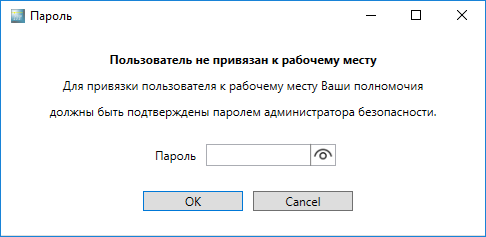 Пароль
Пользователь не привязан к рабочему месту
Для привязки пользователя к рабочему месту Ваши полномочия
должны быть подтверждены паролем администратора безопасности.
Пароль
OK Cancel